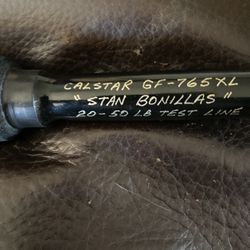 CALSTAR GF-765XL
"STAN BONILLAS"
20-50 LB TEST LINE